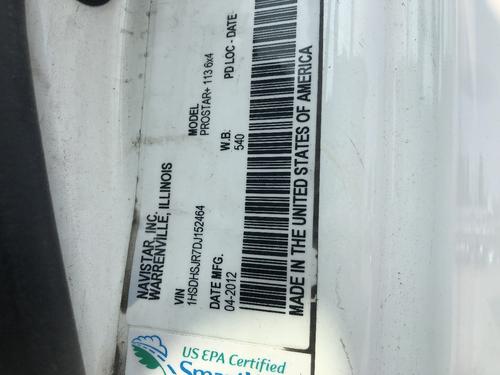 NAVISTAR, INC.
WARRENVILLE, ILLINOIS
VIN
1HSDHSJR7DJ152464
MODEL
PROSTAR+ 113 6x4
DATE MFG.
04-2012
W.B.
540
PD LOC - DATE
MADE IN THE UNITED STATES OF AMERICA
US EPA Certified